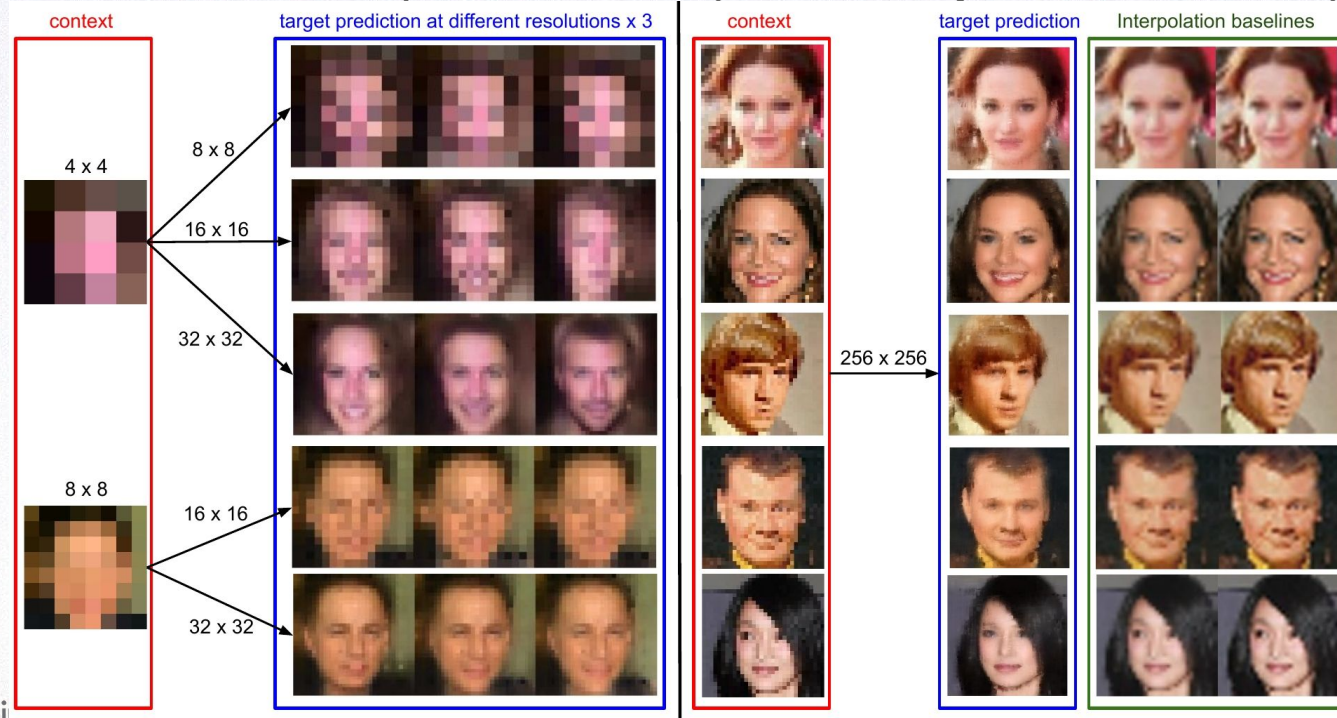 context
target prediction at different resolutions x 3
context
target prediction
Interpolation baselines
4 x 4
8 x 8
16 x 16
32 x 32
8 x 8
16 x 16
32 x 32
256 x 256